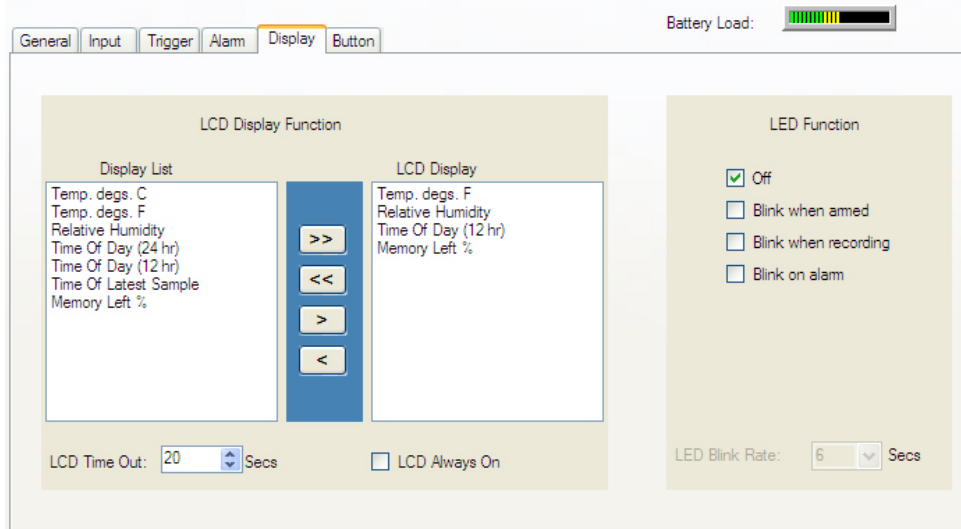 Battery Load:
General Input Trigger Alarm Display Button
LCD Display Function
Display List
Temp. degs. C
Temp. degs. F
Relative Humidity
Time Of Day (24 hr)
Time Of Day (12 hr)
Time Of Latest Sample
Memory Left %
>>
<<
>
<
LCD Display
Temp. degs. F
Relative Humidity
Time Of Day (12 hr)
Memory Left %
LCD Time Out: 20 Secs
LCD Always On
LED Function
Off
Blink when armed
Blink when recording
Blink on alarm
LED Blink Rate: 6 Secs